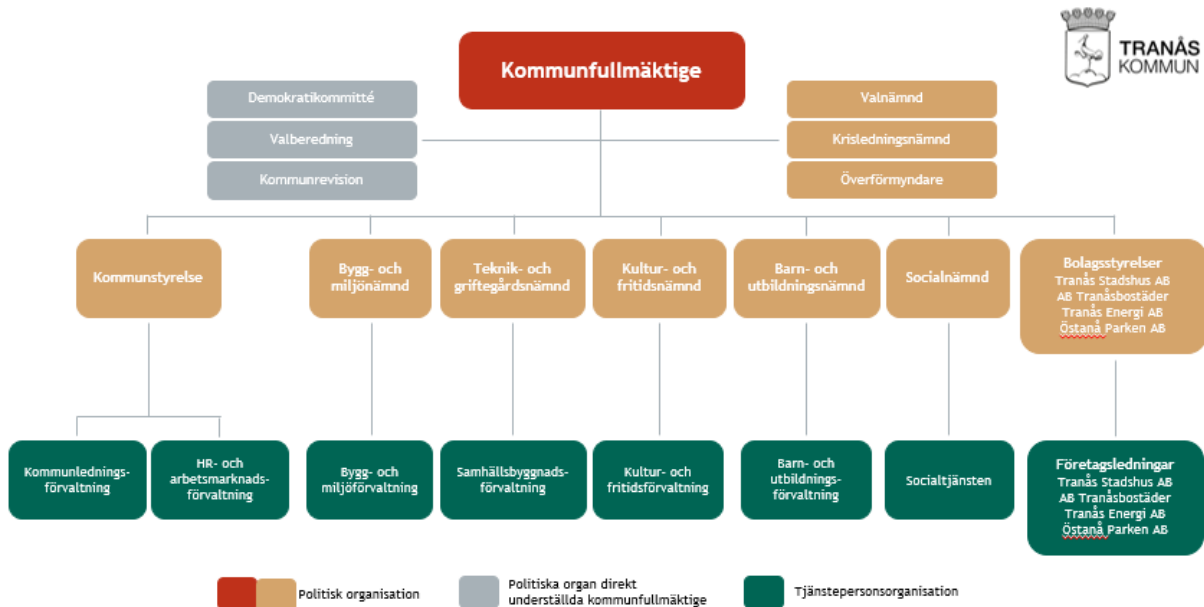 TRANÅS
KOMMUN
Kommunfullmäktige
Demokratikommitté
Valberedning
Kommunrevision
Valnämnd
Krisledningsnämnd
Överförmyndare
Kommunstyrelse
Bygg- och
miljönämnd
Teknik- och
griftegårdsnämnd
Kultur- och
fritidsnämnd
Barn- och
utbildningsnämnd
Socialnämnd
Bolagsstyrelser
Tranås Stadshus AB
AB Tranåsbostäder
Tranås Energi AB
Östanå Parken AB
Kommunlednings-
förvaltning
HR- och
arbetsmarknads-
förvaltning
Bygg- och
miljöförvaltning
Samhällsbyggnads-
förvaltning
Kultur- och
fritidsförvaltning
Barn- och
utbildnings-
förvaltning
Socialtjänsten
Företagsledningar
Tranås Stadshus AB
AB Tranåsbostäder
Tranås Energi AB
Östanå Parken AB
Politisk organisation
Politiska organ direkt
underställda kommunfullmäktige
Tjänstepersonsorganisation